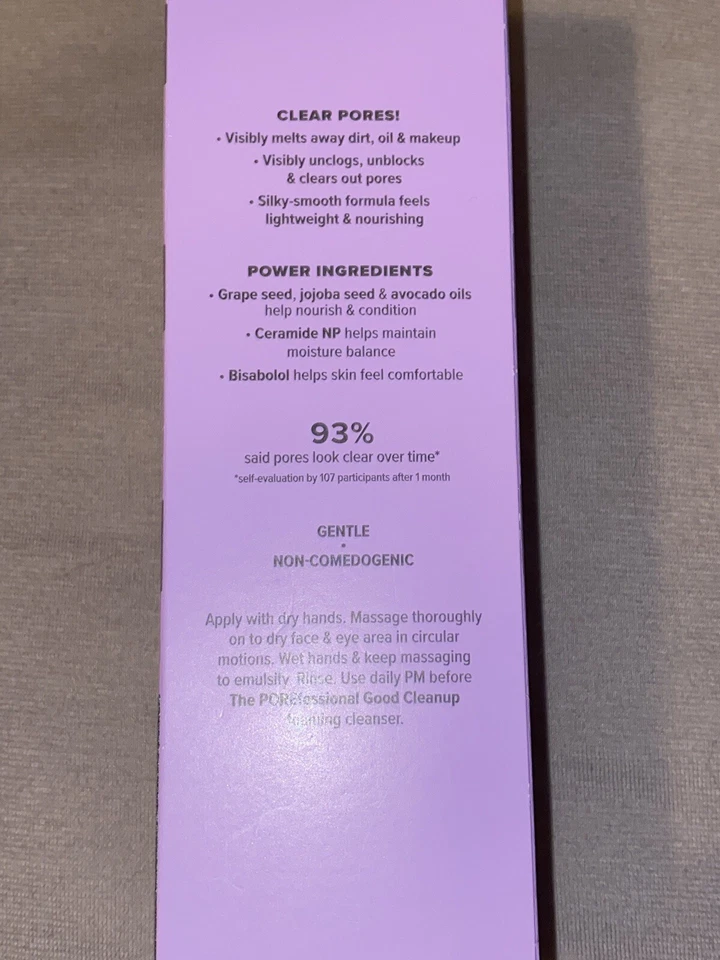 CLEAR PORES!
• Visibly melts away dirt, oil & makeup
• Visibly unclogs, unblocks
& clears out pores
• Silky-smooth formula feels
lightweight & nourishing
POWER INGREDIENTS
• Grape seed, jojoba seed & avocado oils
help nourish & condition
• Ceramide NP helps maintain
moisture balance
• Bisabolol helps skin feel comfortable
93%
said pores look clear over time*
*self-evaluation by 107 participants after 1 month
GENTLE
•
NON-COMEDOGENIC
Apply with dry hands. Massage thoroughly
on to dry face & eye area in circular
motions. Wet hands & keep massaging
to emulsify. Rinse. Use daily PM before
The POREfessional Good Cleanup
foaming cleanser.